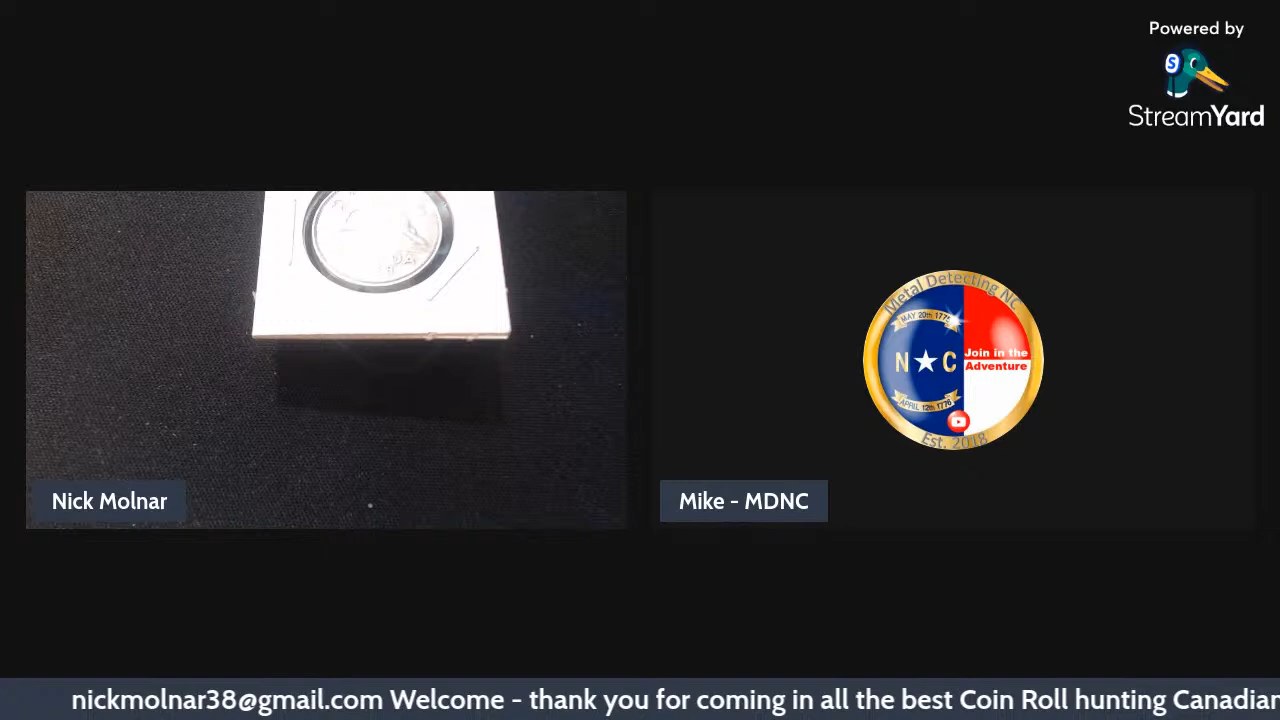 Powered by
StreamYard
Metal Detecting NC
MAY 20th 1775
N C
Join in the
Adventure
APRIL 12th 1776
Est. 2018
Nick Molnar
Mike - MDNC
nickmolnar38@gmail.com Welcome - thank you for coming in all the best Coin Roll hunting Canadian